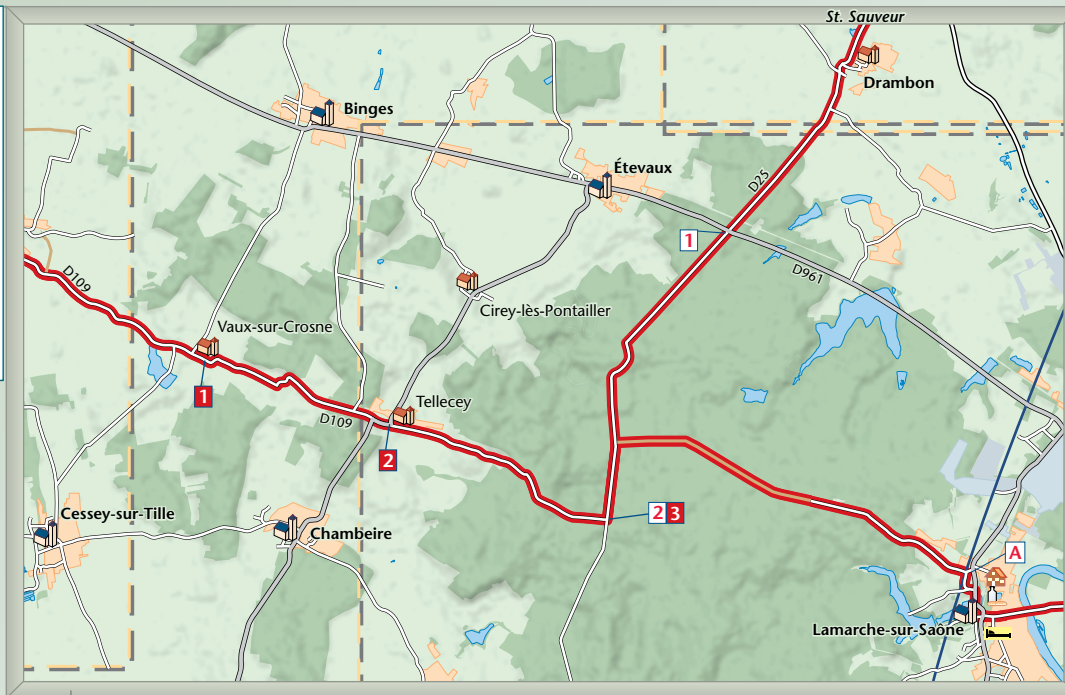 St. Sauveur
Drambon
Binges
Étevaux
D25
1
D961
D109
Cirey-lès-Pontailler
Vaux-sur-Crosne
1
Tellecey
D109
2
Cessey-sur-Tille
Chambeire
2 3
A
Lamarche-sur-Saône